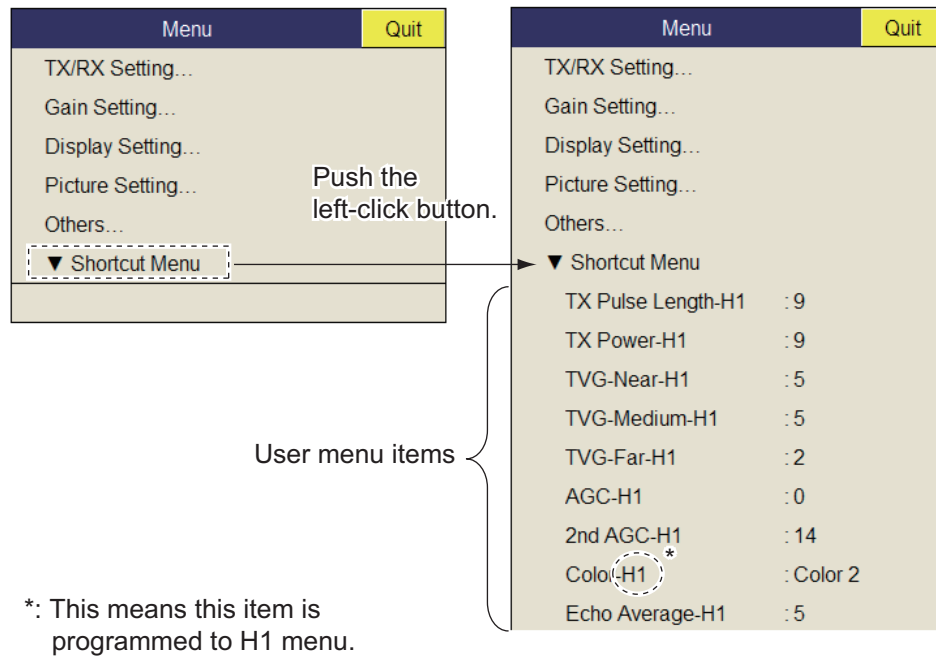 Menu Quit
TX/RX Setting…
Gain Setting…
Display Setting…
Picture Setting…
Others…
▼ Shortcut Menu
Push the
left-click button.
Menu Quit
TX/RX Setting…
Gain Setting…
Display Setting…
Picture Setting…
Others…
▼ Shortcut Menu
TX Pulse Length-H1 : 9
TX Power-H1 : 9
TVG-Near-H1 : 5
TVG-Medium-H1 : 5
TVG-Far-H1 : 2
AGC-H1 : 0
2nd AGC-H1 : 14
Color-H1 * : Color 2
Echo Average-H1 : 5
User menu items
*: This means this item is
programmed to H1 menu.